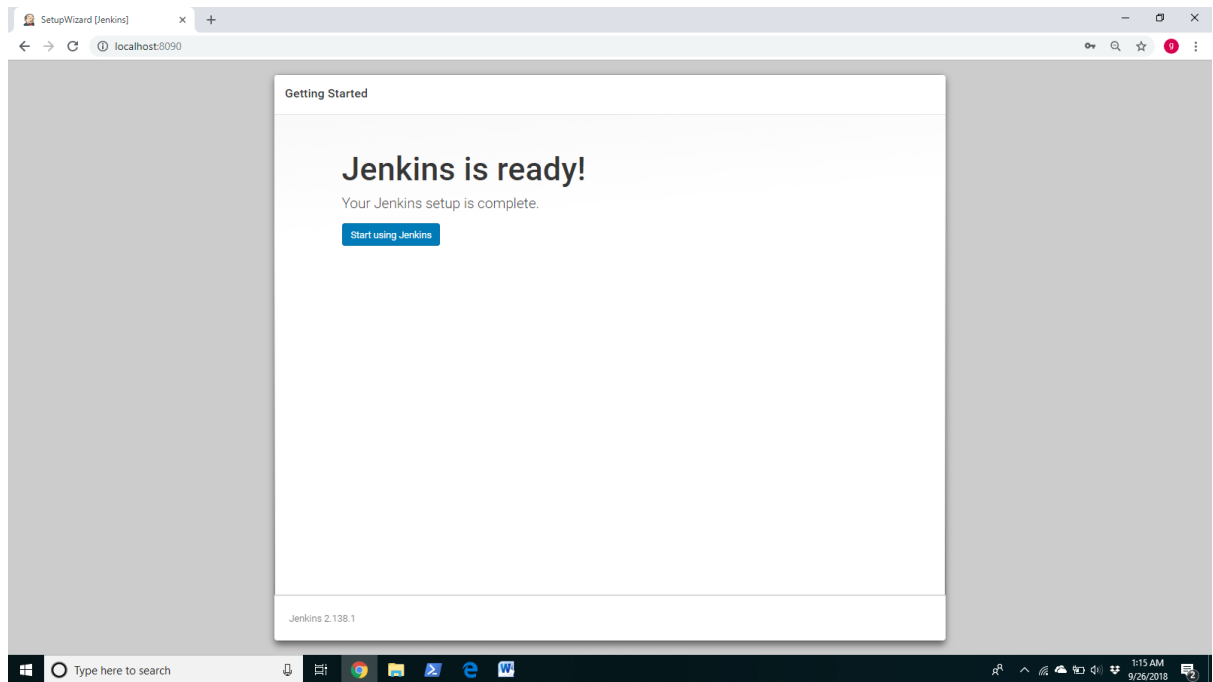 SetupWizard [Jenkins]
localhost:8090
g
Getting Started
Jenkins is ready!
Your Jenkins setup is complete.
Start using Jenkins
Jenkins 2.138.1
Type here to search
W
1:15 AM
9/26/2018
2